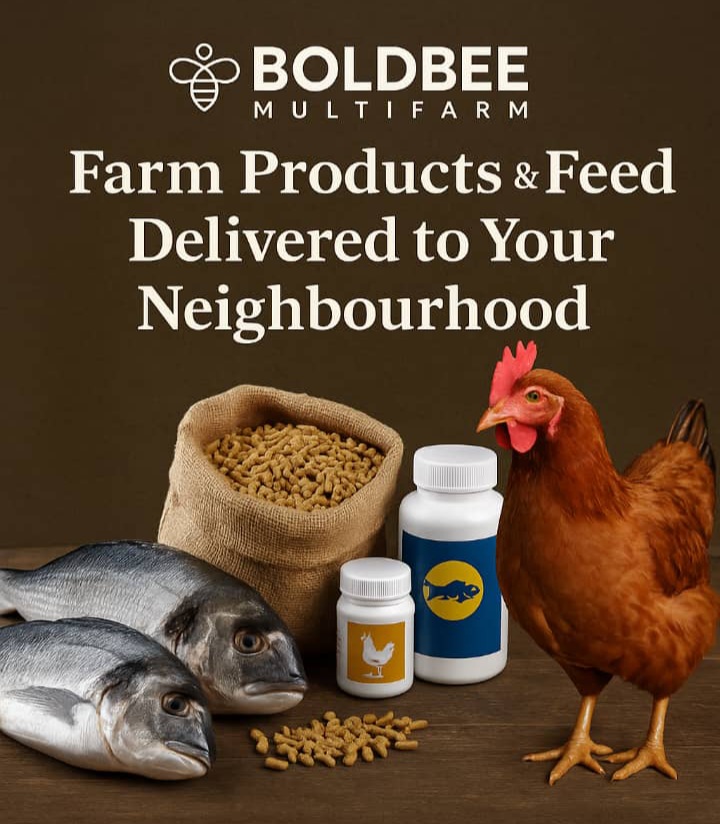 BOLDBEE
MULTIFARM
Farm Products & Feed
Delivered to Your
Neighbourhood